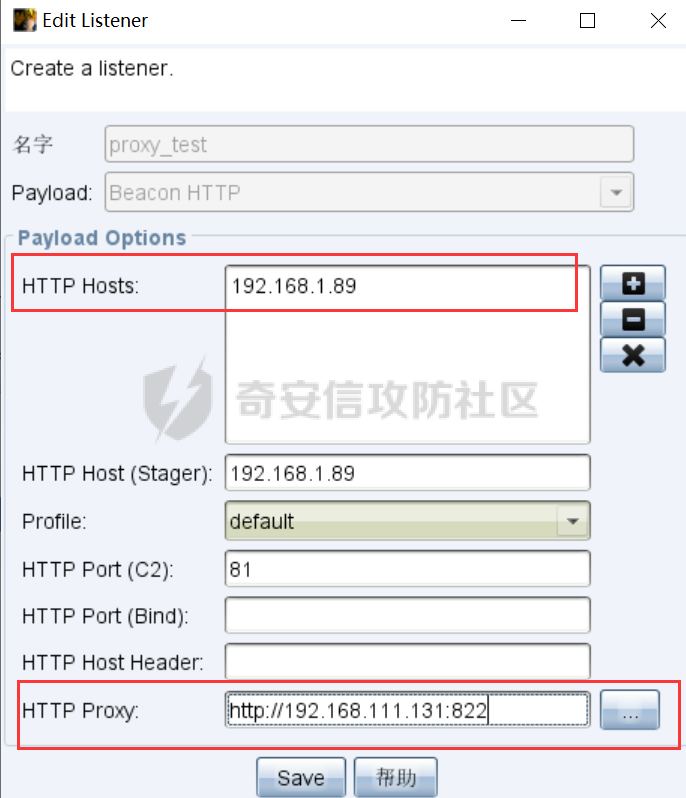 Edit Listener
Create a listener.
名字 proxy_test
Payload: Beacon HTTP
Payload Options
HTTP Hosts: 192.168.1.89
奇安信攻防社区
HTTP Host (Stager): 192.168.1.89
Profile: default
HTTP Port (C2): 81
HTTP Port (Bind):
HTTP Host Header:
HTTP Proxy: http://192.168.111.131:822 ...
Save 帮助